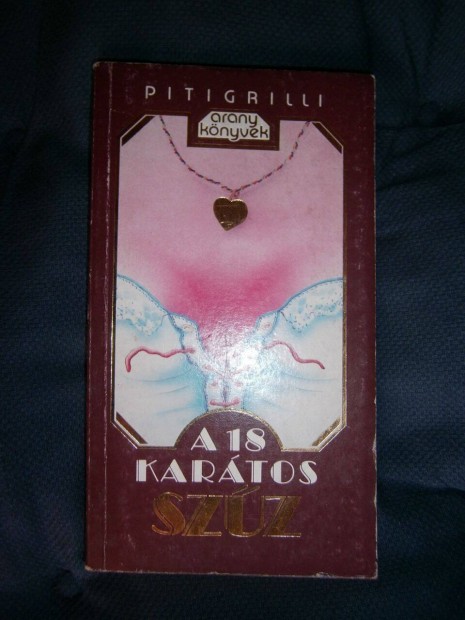 PITIGRILLI
arany
könyvek
A 18
KARÁTOS
SZŰZ